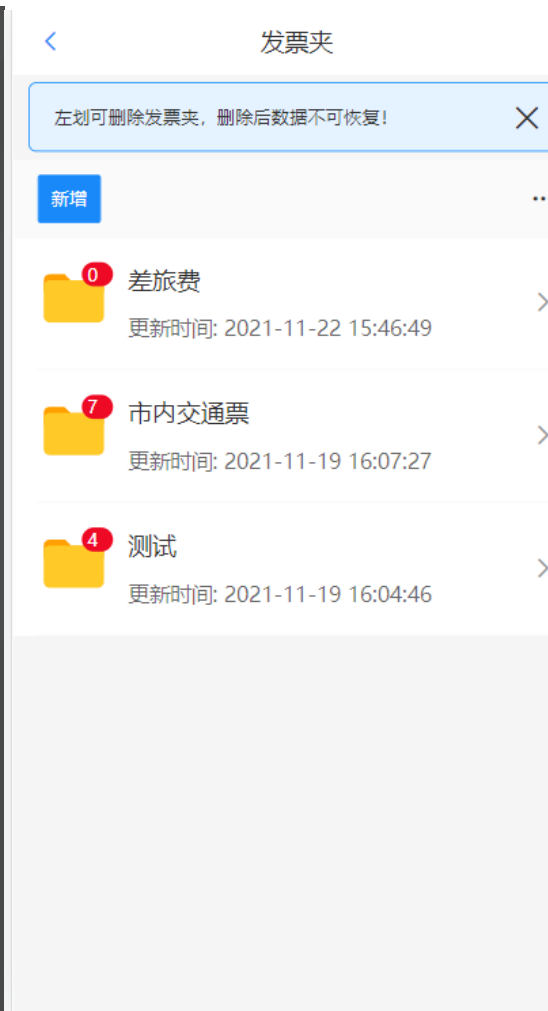 发票夹
左划可删除发票夹，删除后数据不可恢复！
新增
0
差旅费
更新时间: 2021-11-22 15:46:49
7
市内交通票
更新时间: 2021-11-19 16:07:27
4
测试
更新时间: 2021-11-19 16:04:46